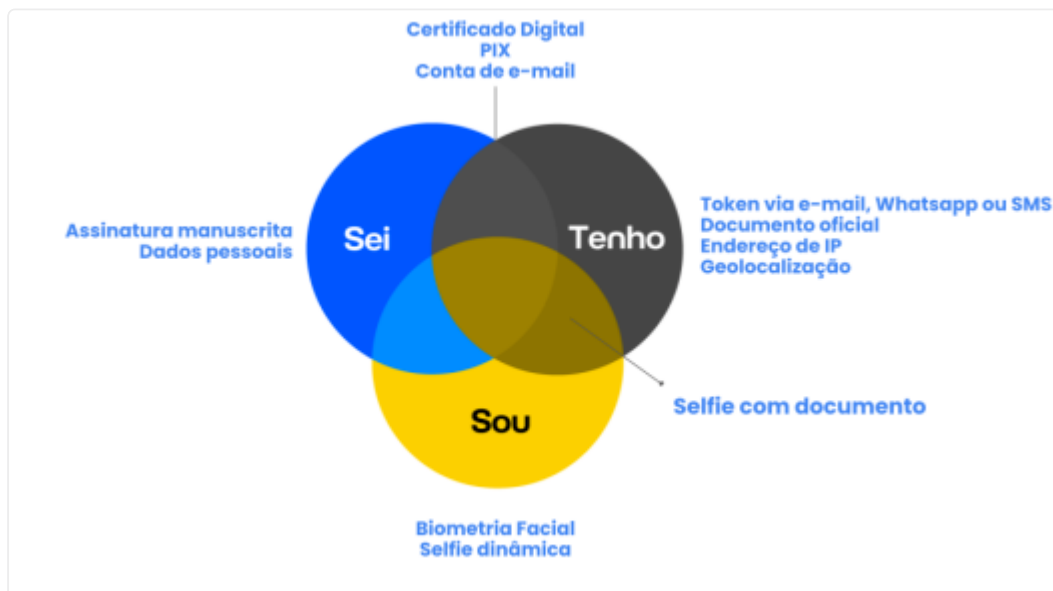 Certificado Digital
PIX
Conta de e-mail
Assinatura manuscrita
Dados pessoais
Sei
Tenho
Token via e-mail, Whatsapp ou SMS
Documento oficial
Endereço de IP
Geolocalização
Selfie com documento
Sou
Biometria Facial
Selfie dinâmica